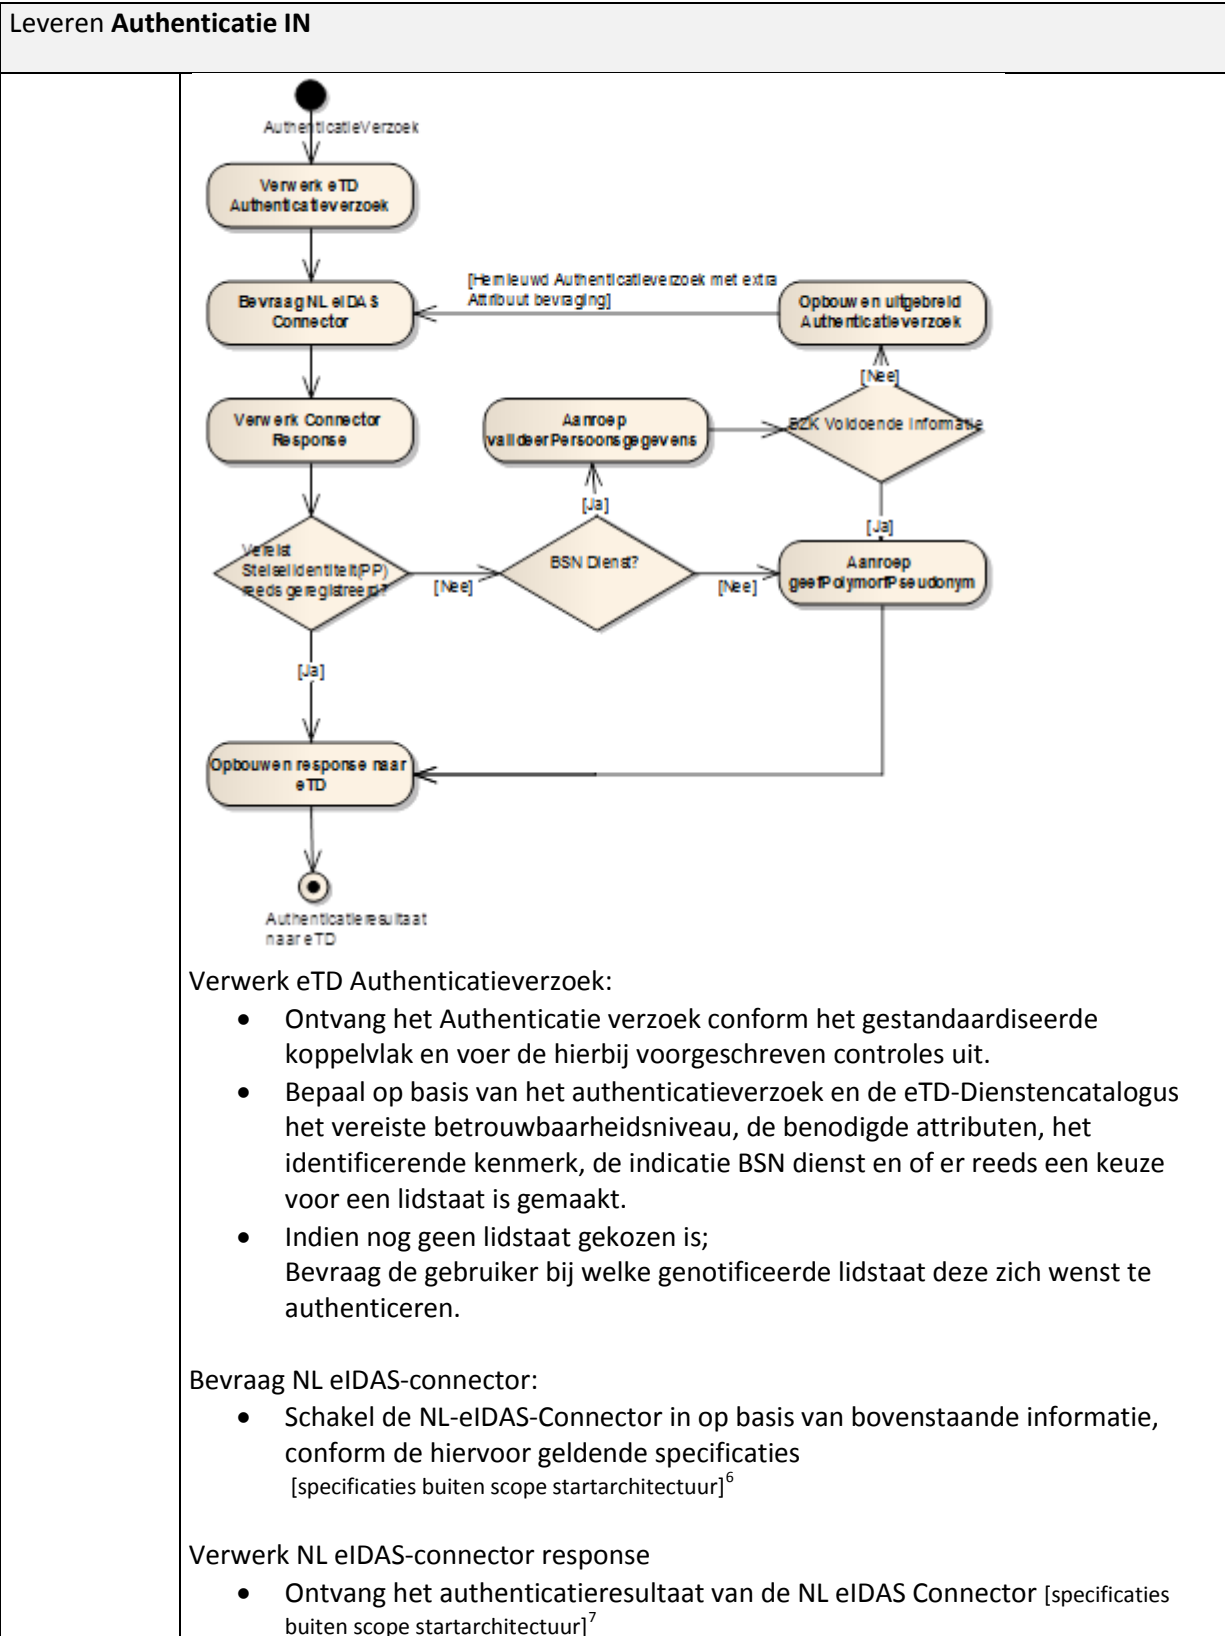 Leveren Authenticatie IN
AuthenticatieVerzoek
Verwerk eTD
Authenticatieverzoek
Bevraag NL eIDAS
Connector
[Hernieuwd Authenticatieverzoek met extra
Attribuut bevraging]
Opbouwen uitgebreid
Authenticatieverzoek
[Nee]
Verwerk Connector
Response
Aanroep
valideerPersoonsgegevens
BZK Voldoende informatie
[Ja]
[Ja]
Vereist
Stelselidentiteit(PP)
reeds geregistreerd?
[Nee]
BSN Dienst?
[Nee]
Aanroep
geefPolymorfPseudonym
[Ja]
Opbouwen response naar
eTD
Authenticatieresultaat
naar eTD
Verwerk eTD Authenticatieverzoek:
• Ontvang het Authenticatie verzoek conform het gestandaardiseerde
koppelvlak en voer de hierbij voorgeschreven controles uit.
• Bepaal op basis van het authenticatieverzoek en de eTD-Dienstencatalogus
het vereiste betrouwbaarheidsniveau, de benodigde attributen, het
identificerende kenmerk, de indicatie BSN dienst en of er reeds een keuze
voor een lidstaat is gemaakt.
• Indien nog geen lidstaat gekozen is;
Bevraag de gebruiker bij welke genotificeerde lidstaat deze zich wenst te
authenticeren.
Bevraag NL eIDAS-connector:
• Schakel de NL-eIDAS-Connector in op basis van bovenstaande informatie,
conform de hiervoor geldende specificaties
[specificaties buiten scope startarchitectuur]6
Verwerk NL eIDAS-connector response
• Ontvang het authenticatieresultaat van de NL eIDAS Connector [specificaties
buiten scope startarchitectuur]7